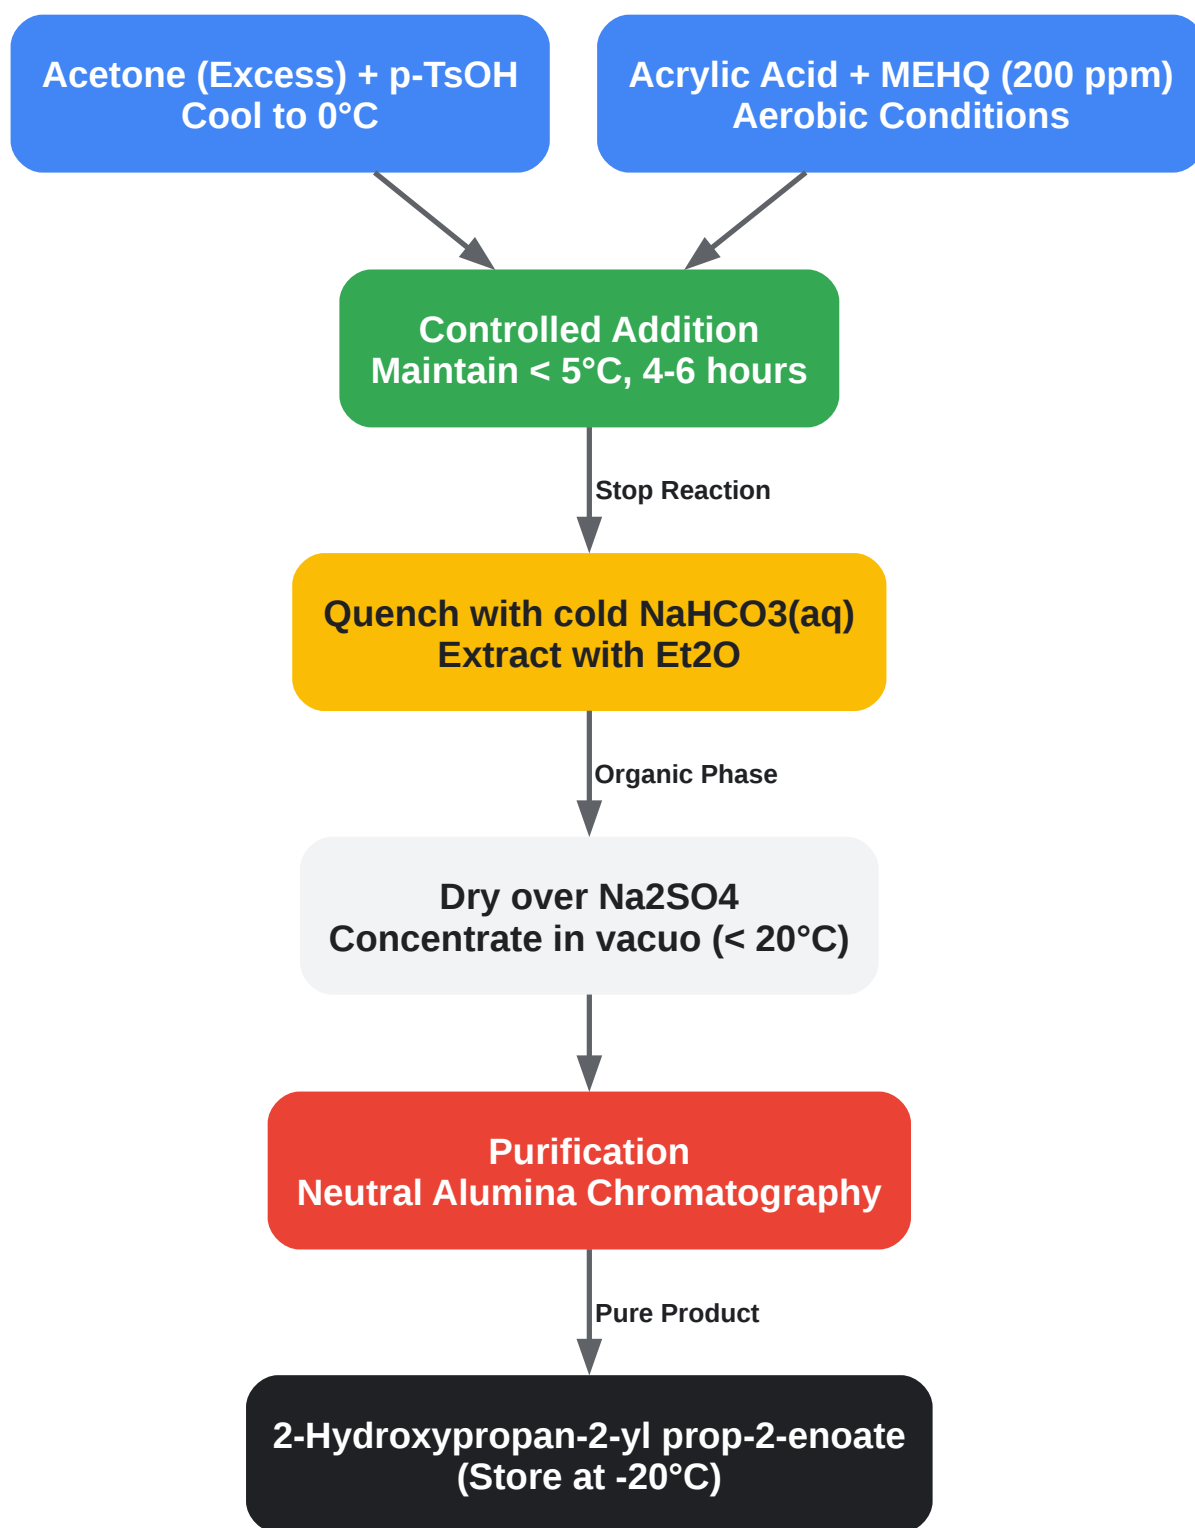 Acetone (Excess) + p-TsOH
Cool to 0°C
Acrylic Acid + MEHQ (200 ppm)
Aerobic Conditions
Controlled Addition
Maintain < 5°C, 4-6 hours
Stop Reaction
Quench with cold NaHCO3(aq)
Extract with Et2O
Organic Phase
Dry over Na2SO4
Concentrate in vacuo (< 20°C)
Purification
Neutral Alumina Chromatography
Pure Product
2-Hydroxypropan-2-yl prop-2-enoate
(Store at -20°C)